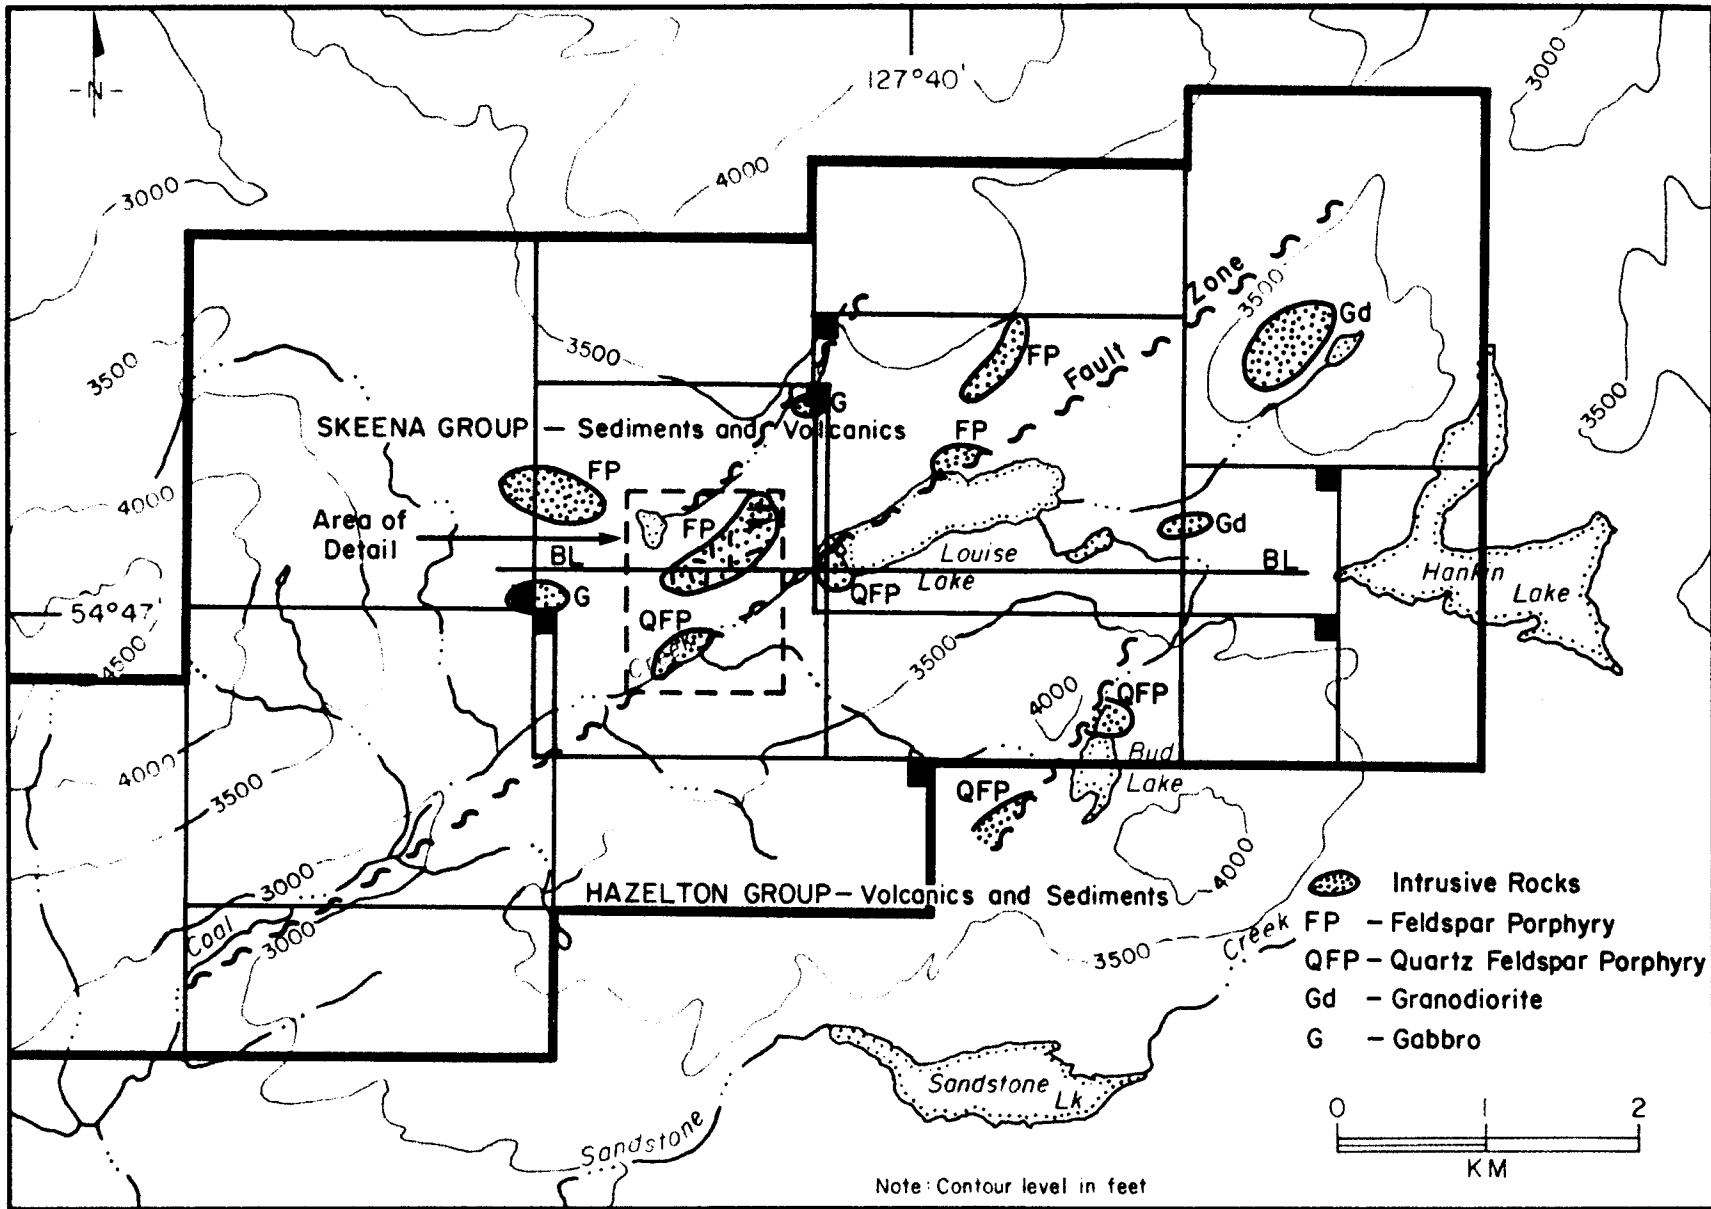 -N-
127°40'
3000
3000
4000
Fault Zone
3500
Gd
3500
FP
3500
3500
G
SKEENA GROUP – Sediments and Volcanics
FP
FP
4000
Area of
Detail
FP
Gd
BL
Louise
Lake
BL
Hankin
Lake
G
QFP
54°47'
QFP
Creek
4500
3500
4000
QFP
4000
3500
Bud
Lake
QFP
3000
HAZELTON GROUP – Volcanics and Sediments
4000
Coal
3000
3500
Creek
Intrusive Rocks
FP – Feldspar Porphyry
QFP – Quartz Feldspar Porphyry
Gd – Granodiorite
G – Gabbro
Sandstone
Lk
Sandstone
0 1 2
KM
Note: Contour level in feet